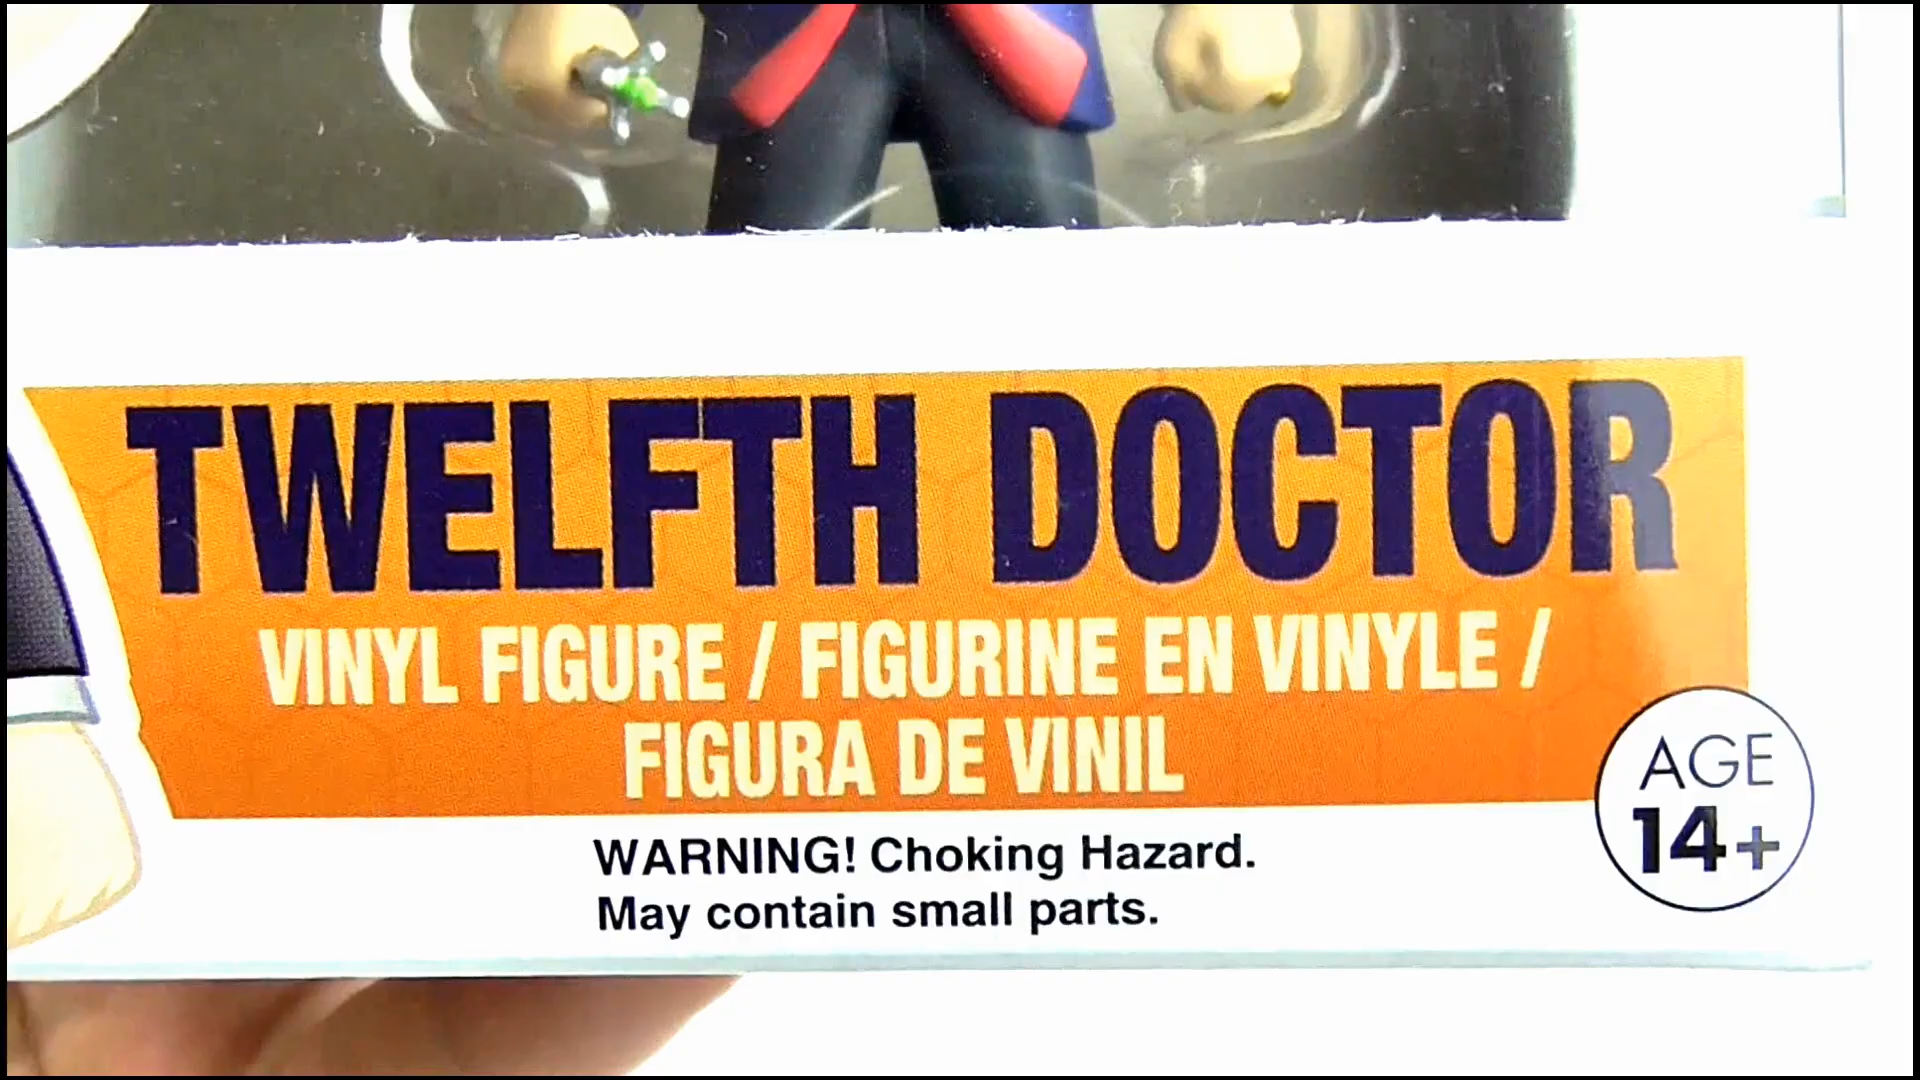 TWELFTH DOCTOR
VINYL FIGURE / FIGURINE EN VINYLE /
FIGURA DE VINIL
AGE
14+
WARNING! Choking Hazard.
May contain small parts.